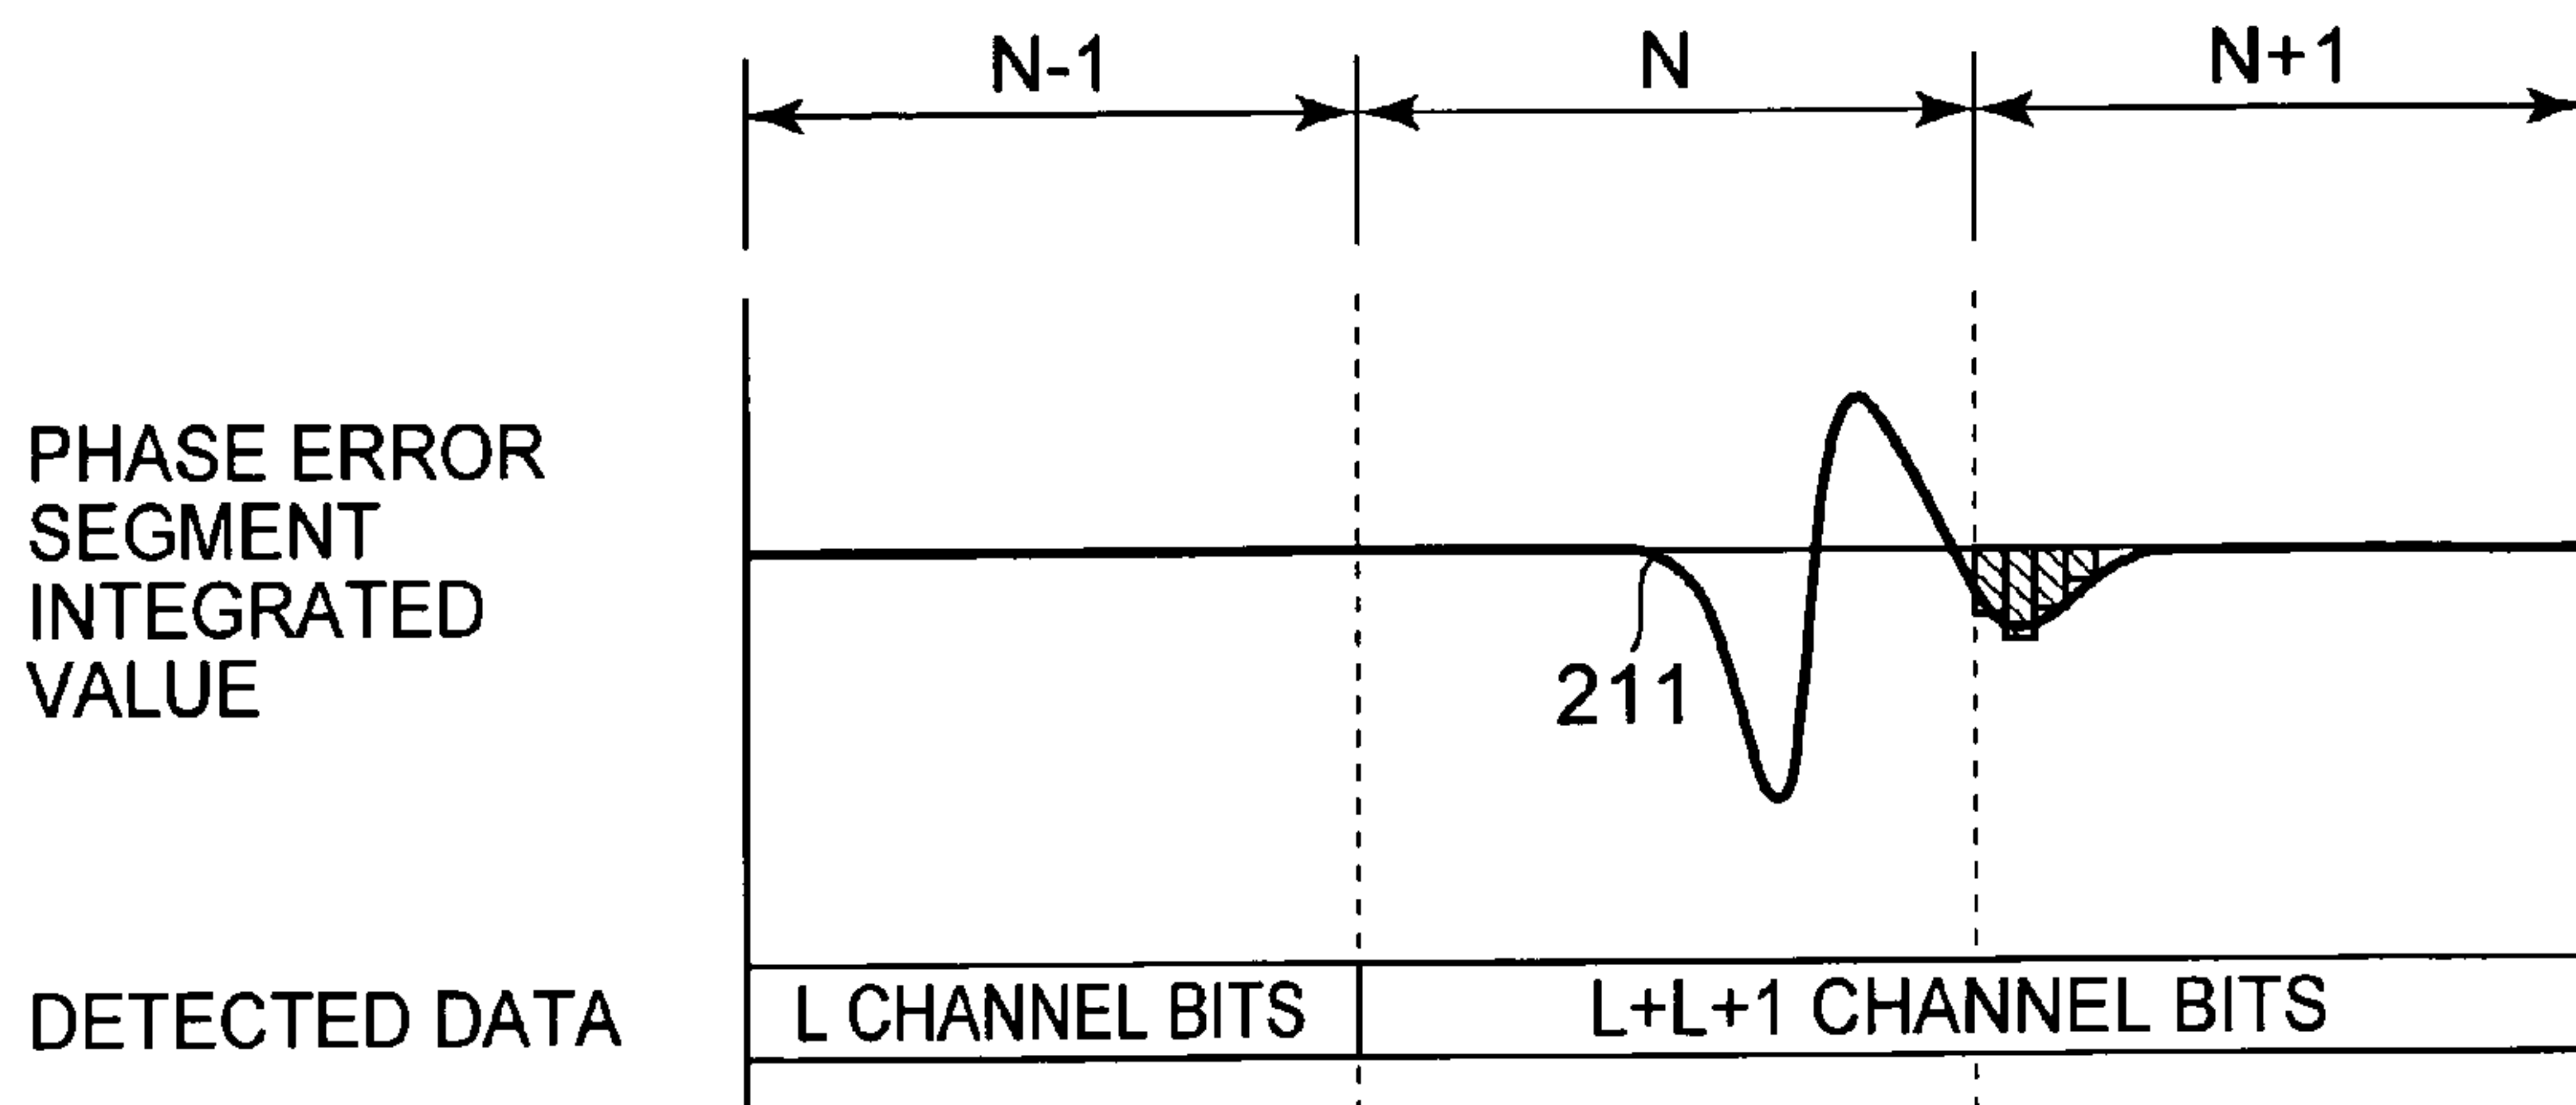 N-1
N
N+1
PHASE ERROR
SEGMENT
INTEGRATED
VALUE
211
DETECTED DATA
L CHANNEL BITS
L+L+1 CHANNEL BITS